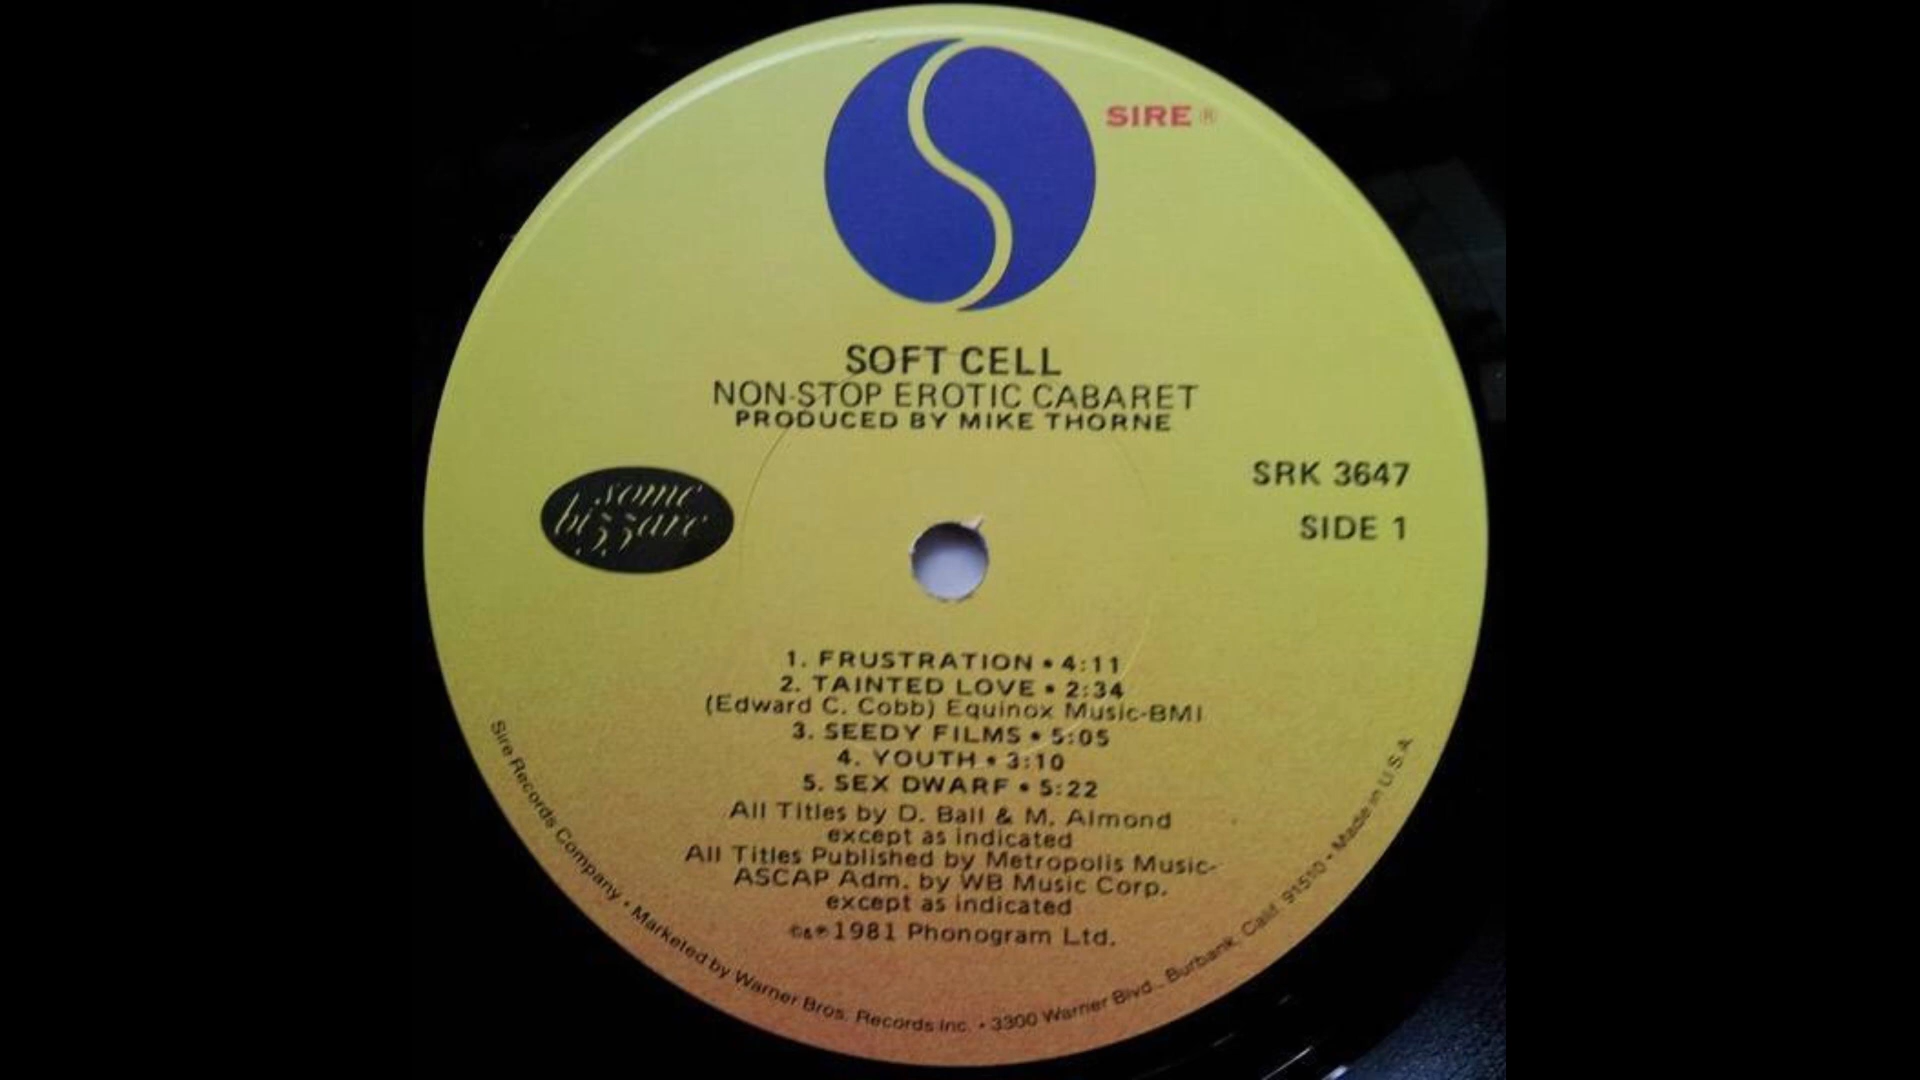 SIRE ®
SOFT CELL
NON-STOP EROTIC CABARET
PRODUCED BY MIKE THORNE
SRK 3647
some
bizzare
SIDE 1
1. FRUSTRATION • 4:11
2. TAINTED LOVE • 2:34
(Edward C. Cobb) Equinox Music-BMI
3. SEEDY FILMS • 5:05
4. YOUTH • 3:10
5. SEX DWARF • 5:22
All Titles by D. Ball & M. Almond
except as indicated
All Titles Published by Metropolis Music-
ASCAP Adm. by WB Music Corp.
except as indicated
©&℗ 1981 Phonogram Ltd.
Sire Records Company • Marketed by Warner Bros. Records Inc. • 3300 Warner Blvd., Burbank, Calif. 91510 • Made in U.S.A.